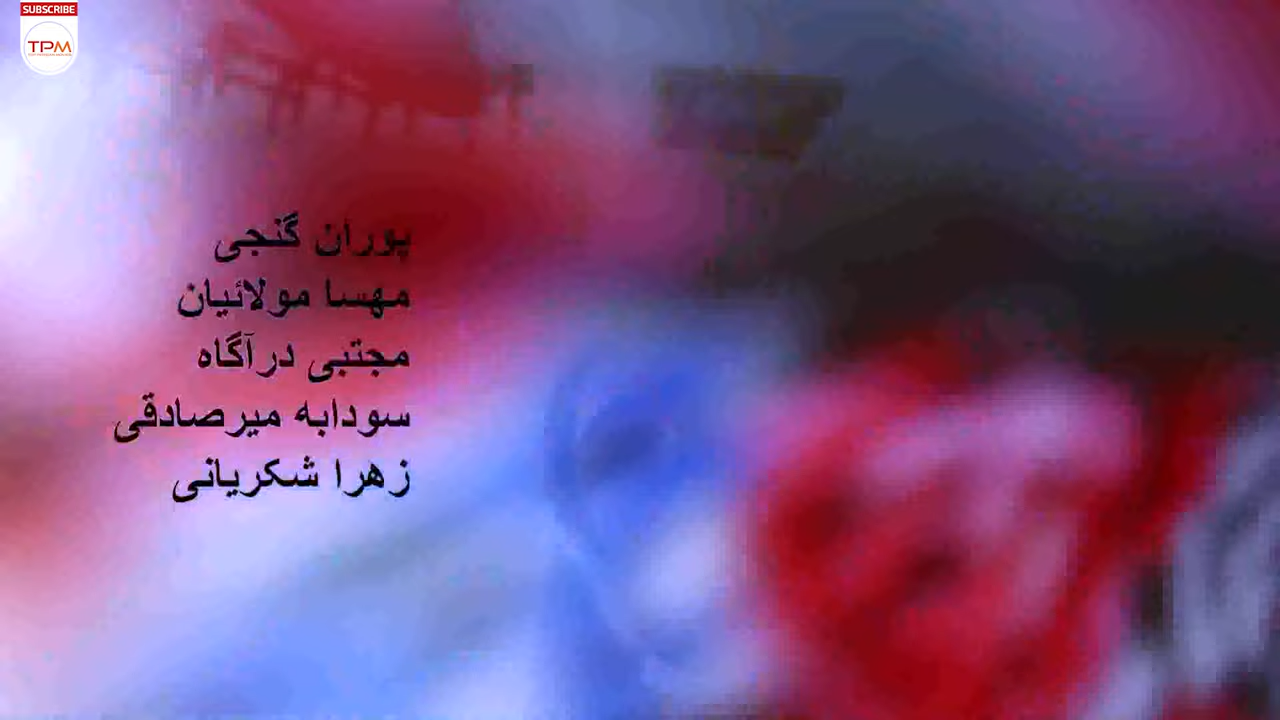 SUBSCRIBE
TPM
پوران گنجی
مهسا مولائیان
مجتبی درآگاه
سودابه میرصادقی
زهرا شکریانی